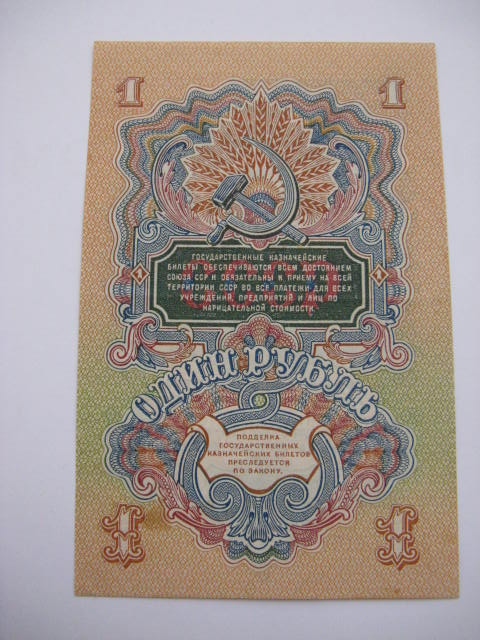 1 1
ГОСУДАРСТВЕННЫЕ КАЗНАЧЕЙСКИЕ
БИЛЕТЫ ОБЕСПЕЧИВАЮТСЯ ВСЕМ ДОСТОЯНИЕМ
СОЮЗА ССР И ОБЯЗАТЕЛЬНЫ К ПРИЕМУ НА ВСЕЙ
ТЕРРИТОРИИ СССР ВО ВСЕ ПЛАТЕЖИ ДЛЯ ВСЕХ
УЧРЕЖДЕНИЙ, ПРЕДПРИЯТИЙ И ЛИЦ ПО
НАРИЦАТЕЛЬНОЙ СТОИМОСТИ.
1 1
ОДИН РУБЛЬ
ПОДДЕЛКА
ГОСУДАРСТВЕННЫХ
КАЗНАЧЕЙСКИХ БИЛЕТОВ
ПРЕСЛЕДУЕТСЯ
ПО ЗАКОНУ.
1 1